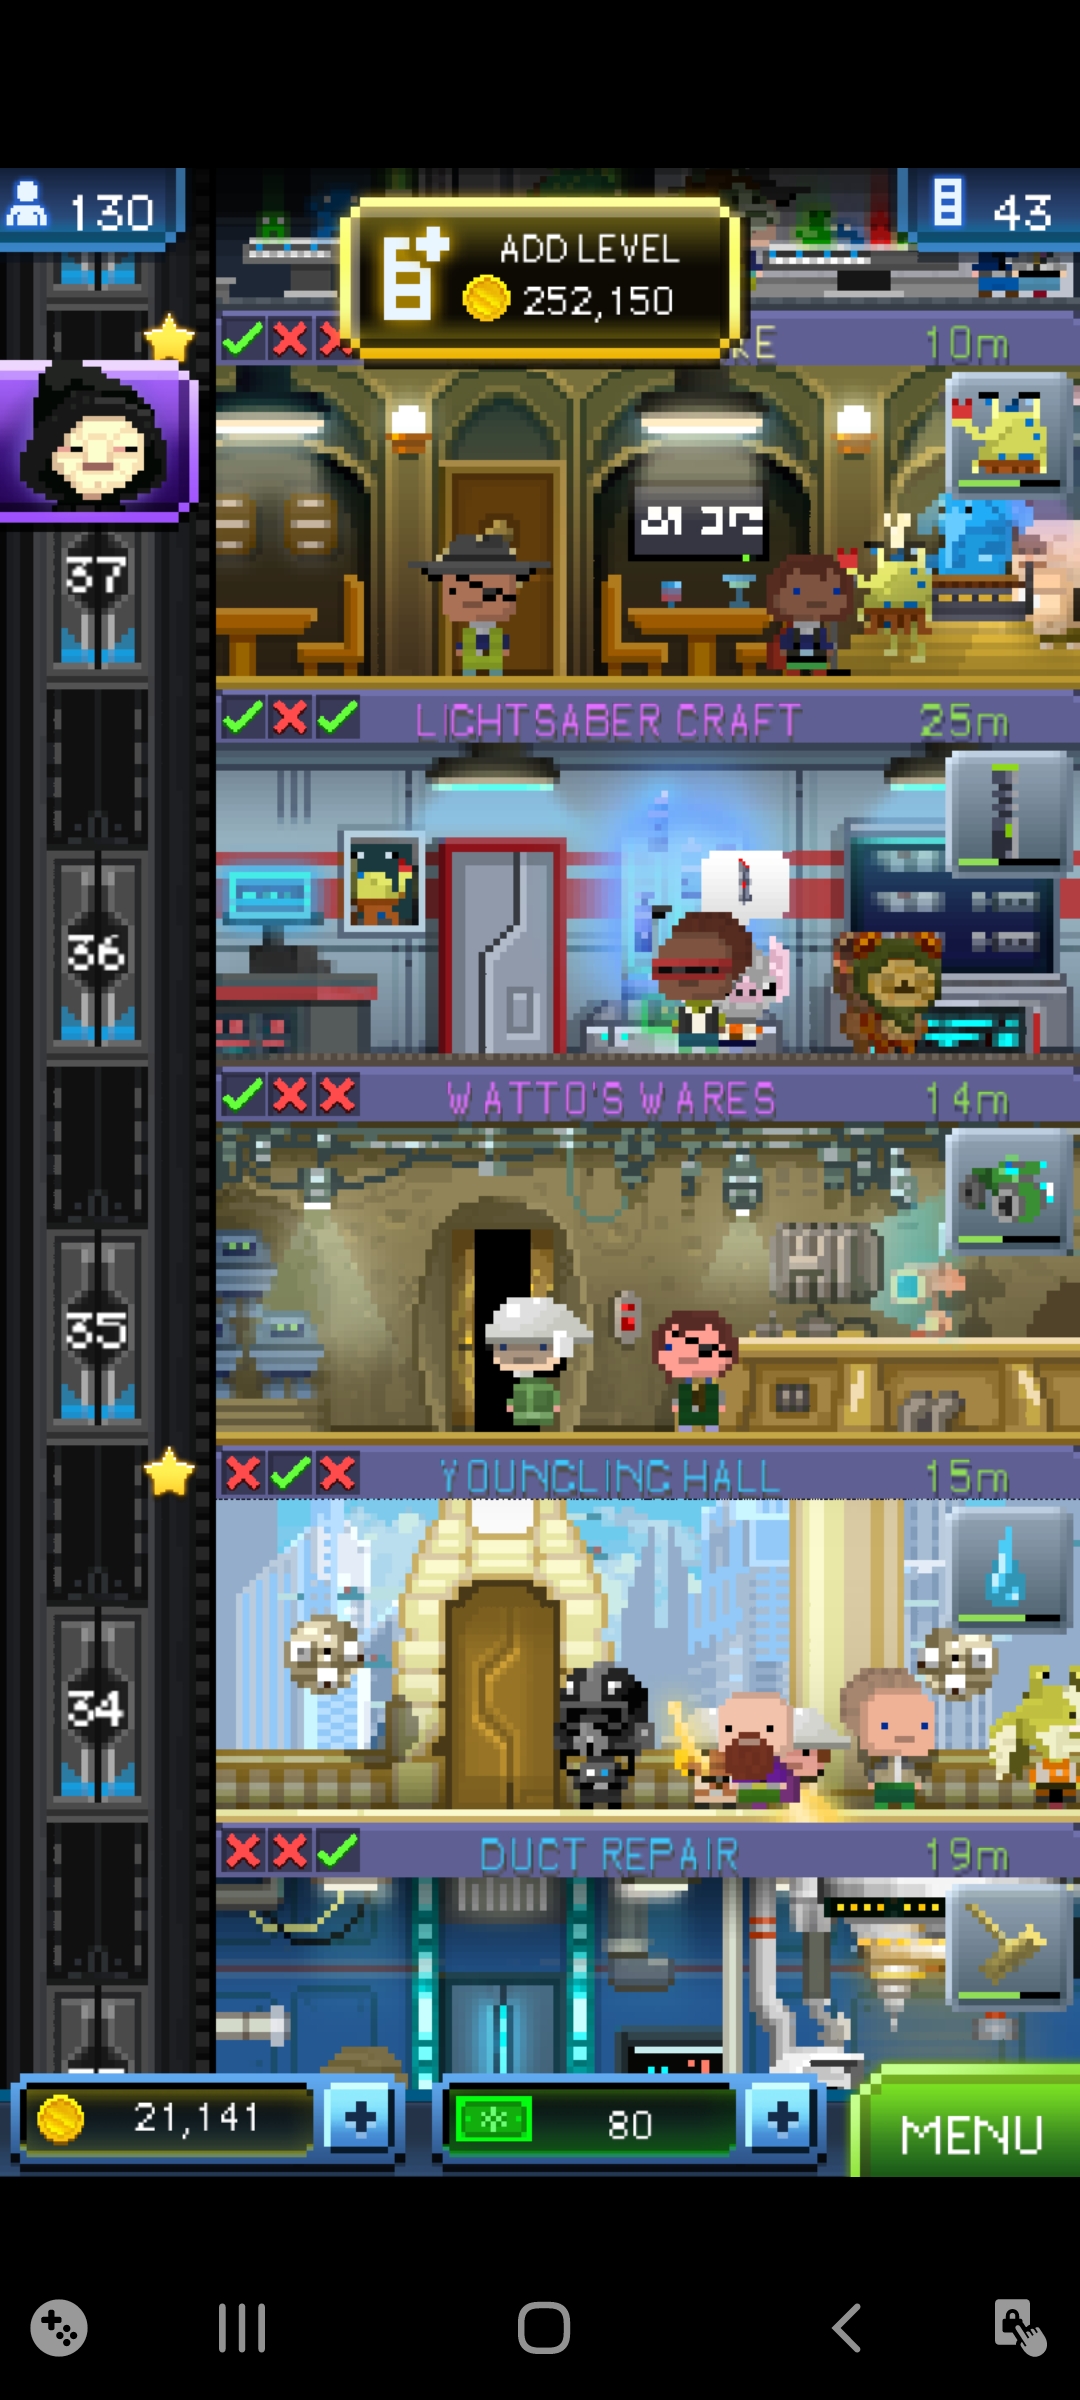 130
43
ADD LEVEL
252,150
KE
10m
37
LIGHTSABER CRAFT
25m
36
WATTO'S WARES
14m
35
YOUNGLING HALL
15m
34
DUCT REPAIR
19m
21,141
80
MENU